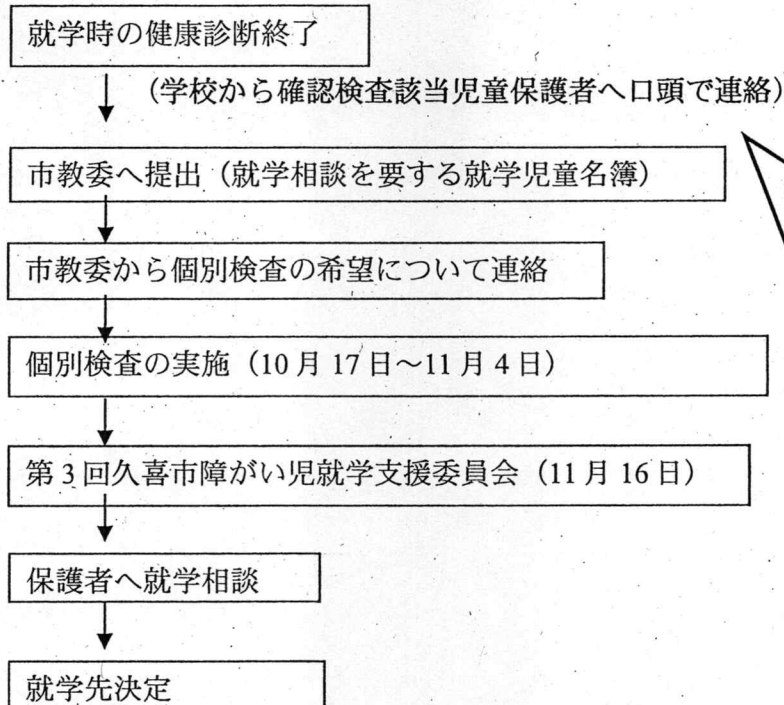 就学時の健康診断終了
（学校から確認検査該当児童保護者へ口頭で連絡）
市教委へ提出（就学相談を要する就学児童名簿）
市教委から個別検査の希望について連絡
個別検査の実施（10月17日～11月4日）
第3回久喜市障がい児就学支援委員会（11月16日）
保護者へ就学相談
就学先決定